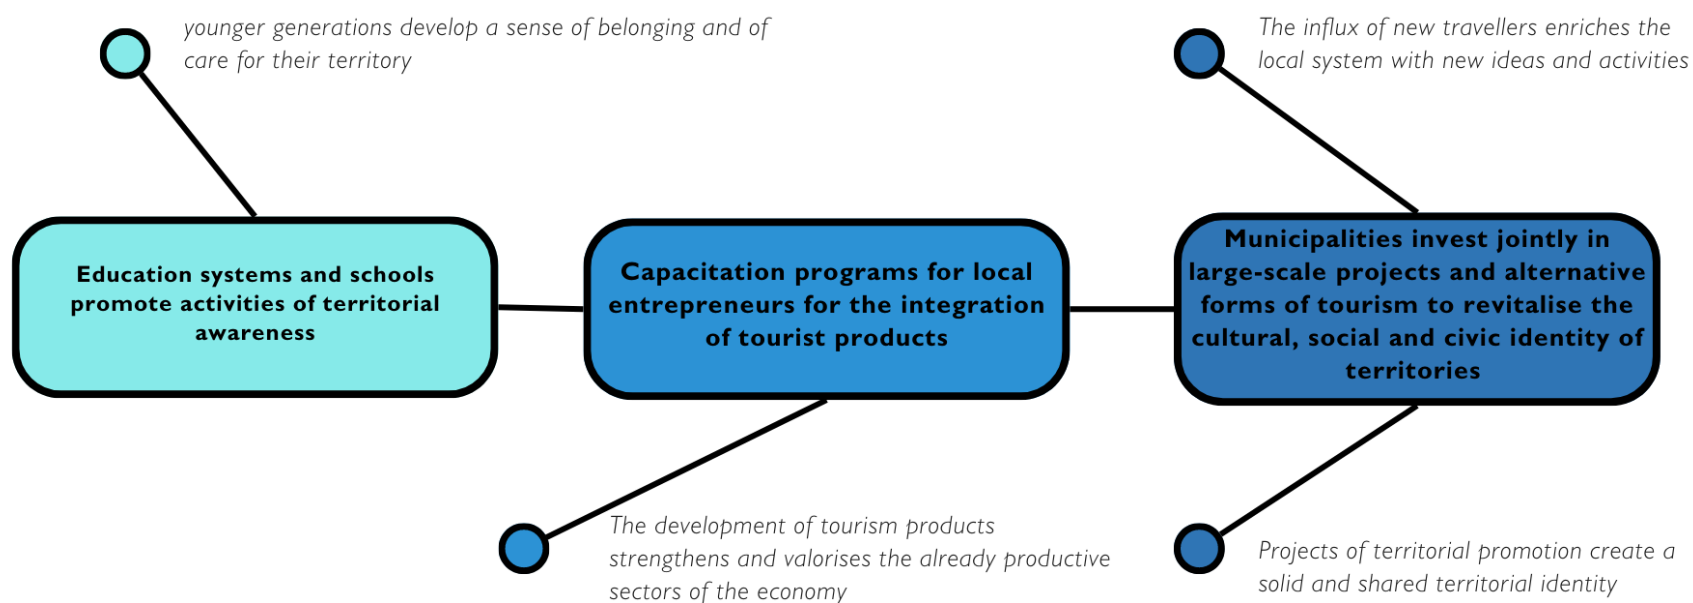 younger generations develop a sense of belonging and of
care for their territory
The influx of new travellers enriches the
local system with new ideas and activities
Education systems and schools
promote activities of territorial
awareness
Capacitation programs for local
entrepreneurs for the integration
of tourist products
Municipalities invest jointly in
large-scale projects and alternative
forms of tourism to revitalise the
cultural, social and civic identity of
territories
The development of tourism products
strengthens and valorises the already productive
sectors of the economy
Projects of territorial promotion create a
solid and shared territorial identity